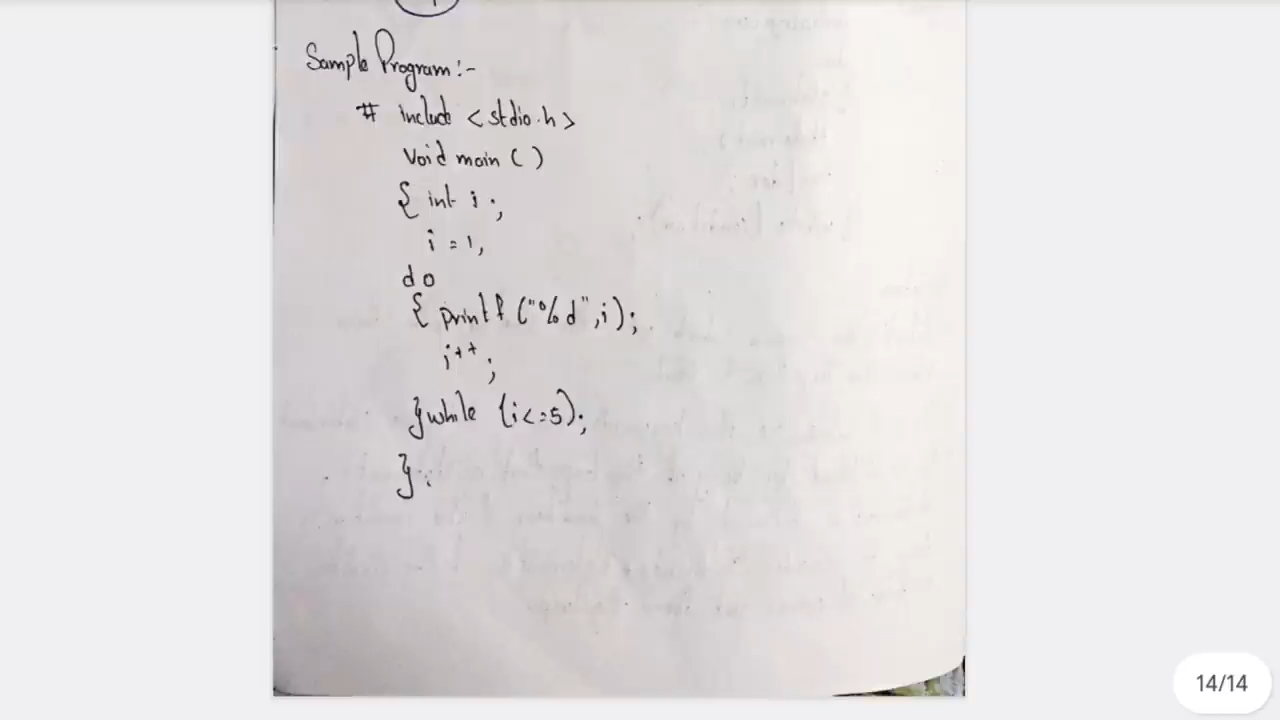 Sample Program :-
# include <stdio.h>
void main ( )
{ int i ;
i = 1,
do
{ printf ("%d",i);
i++ ;
} while (i<=5);
}
14/14